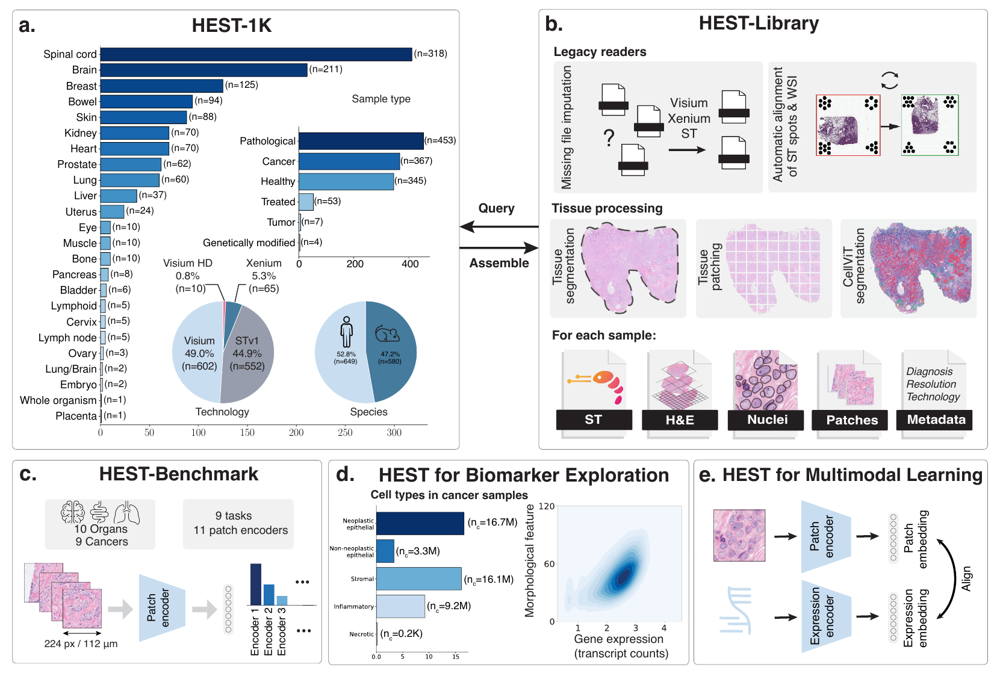 a. HEST-1K
Spinal cord (n=318)
Brain (n=211)
Breast (n=125)
Bowel (n=94)
Skin (n=88)
Kidney (n=70)
Heart (n=70)
Prostate (n=62)
Lung (n=60)
Liver (n=37)
Uterus (n=24)
Eye (n=10)
Muscle (n=10)
Bone (n=10)
Pancreas (n=8)
Bladder (n=6)
Lymphoid (n=5)
Cervix (n=5)
Lymph node (n=5)
Ovary (n=3)
Lung/Brain (n=2)
Embryo (n=2)
Whole organism (n=1)
Placenta (n=1)
0 50 100 150 200 250 300
Sample type
Pathological (n=453)
Cancer (n=367)
Healthy (n=345)
Treated (n=53)
Tumor (n=7)
Genetically modified (n=4)
0 200 400
Visium HD
0.8%
(n=10)
Xenium
5.3%
(n=65)
Visium
49.0%
(n=602)
STv1
44.9%
(n=552)
Technology
52.8%
(n=649)
47.2%
(n=580)
Species
Query
Assemble
b. HEST-Library
Legacy readers
Missing file imputation
?
Visium
Xenium
ST
Automatic alignment
of ST spots & WSI
Tissue processing
Tissue
segmentation
Tissue
patching
CellViT
segmentation
For each sample:
Diagnosis
Resolution
Technology
ST
H&E
Nuclei
Patches
Metadata
c. HEST-Benchmark
10 Organs
9 Cancers
9 tasks
11 patch encoders
224 px / 112 µm
Patch
encoder
Encoder 1
Encoder 2
Encoder 3
...
...
d. HEST for Biomarker Exploration
Cell types in cancer samples
Neoplastic
epithelial
(nc=16.7M)
Non-neoplastic
epithelial
(nc=3.3M)
Stromal (nc=16.1M)
Inflammatory (nc=9.2M)
Necrotic (nc=0.2K)
0.0 5 10 15
Morphological feature
120
60
0
1 2 3 4
Gene expression
(transcript counts)
e. HEST for Multimodal Learning
Patch
encoder
Patch
embedding
Align
Expression
encoder
Expression
embedding